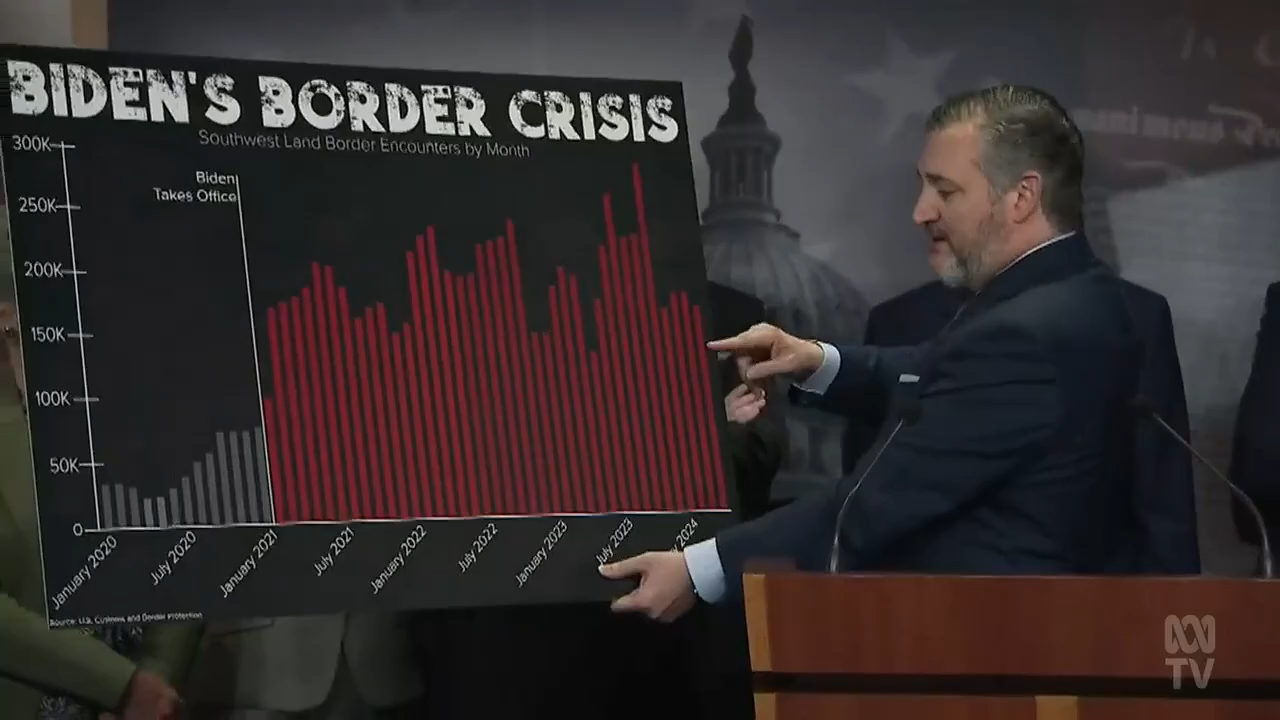 BIDEN'S BORDER CRISIS
Southwest Land Border Encounters by Month
300K
250K
200K
150K
100K
50K
0
Biden
Takes Office
January 2020
July 2020
January 2021
July 2021
January 2022
July 2022
January 2023
July 2023
2024
Source: U.S. Customs and Border Protection
TV